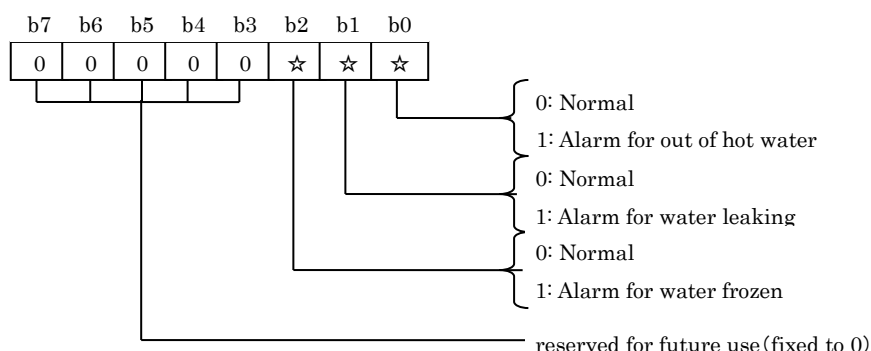 b7 b6 b5 b4 b3 b2 b1 b0
0 0 0 0 0 ☆ ☆ ☆
0: Normal
1: Alarm for out of hot water
0: Normal
1: Alarm for water leaking
0: Normal
1: Alarm for water frozen
reserved for future use(fixed to 0)